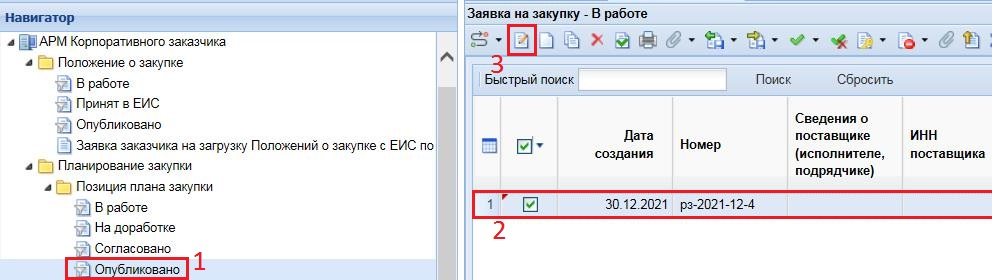 Навигатор
АРМ Корпоративного заказчика
Положение о закупке
В работе
Принят в ЕИС
Опубликовано
Заявка заказчика на загрузку Положений о закупке с ЕИС по
Планирование закупки
Позиция плана закупки
В работе
На доработке
Согласовано
Опубликовано 1
Заявка на закупку - В работе
3
Быстрый поиск Поиск Сбросить
Дата создания
Номер
Сведения о поставщике (исполнителе, подрядчике)
ИНН поставщика
1 30.12.2021 рз-2021-12-4
2